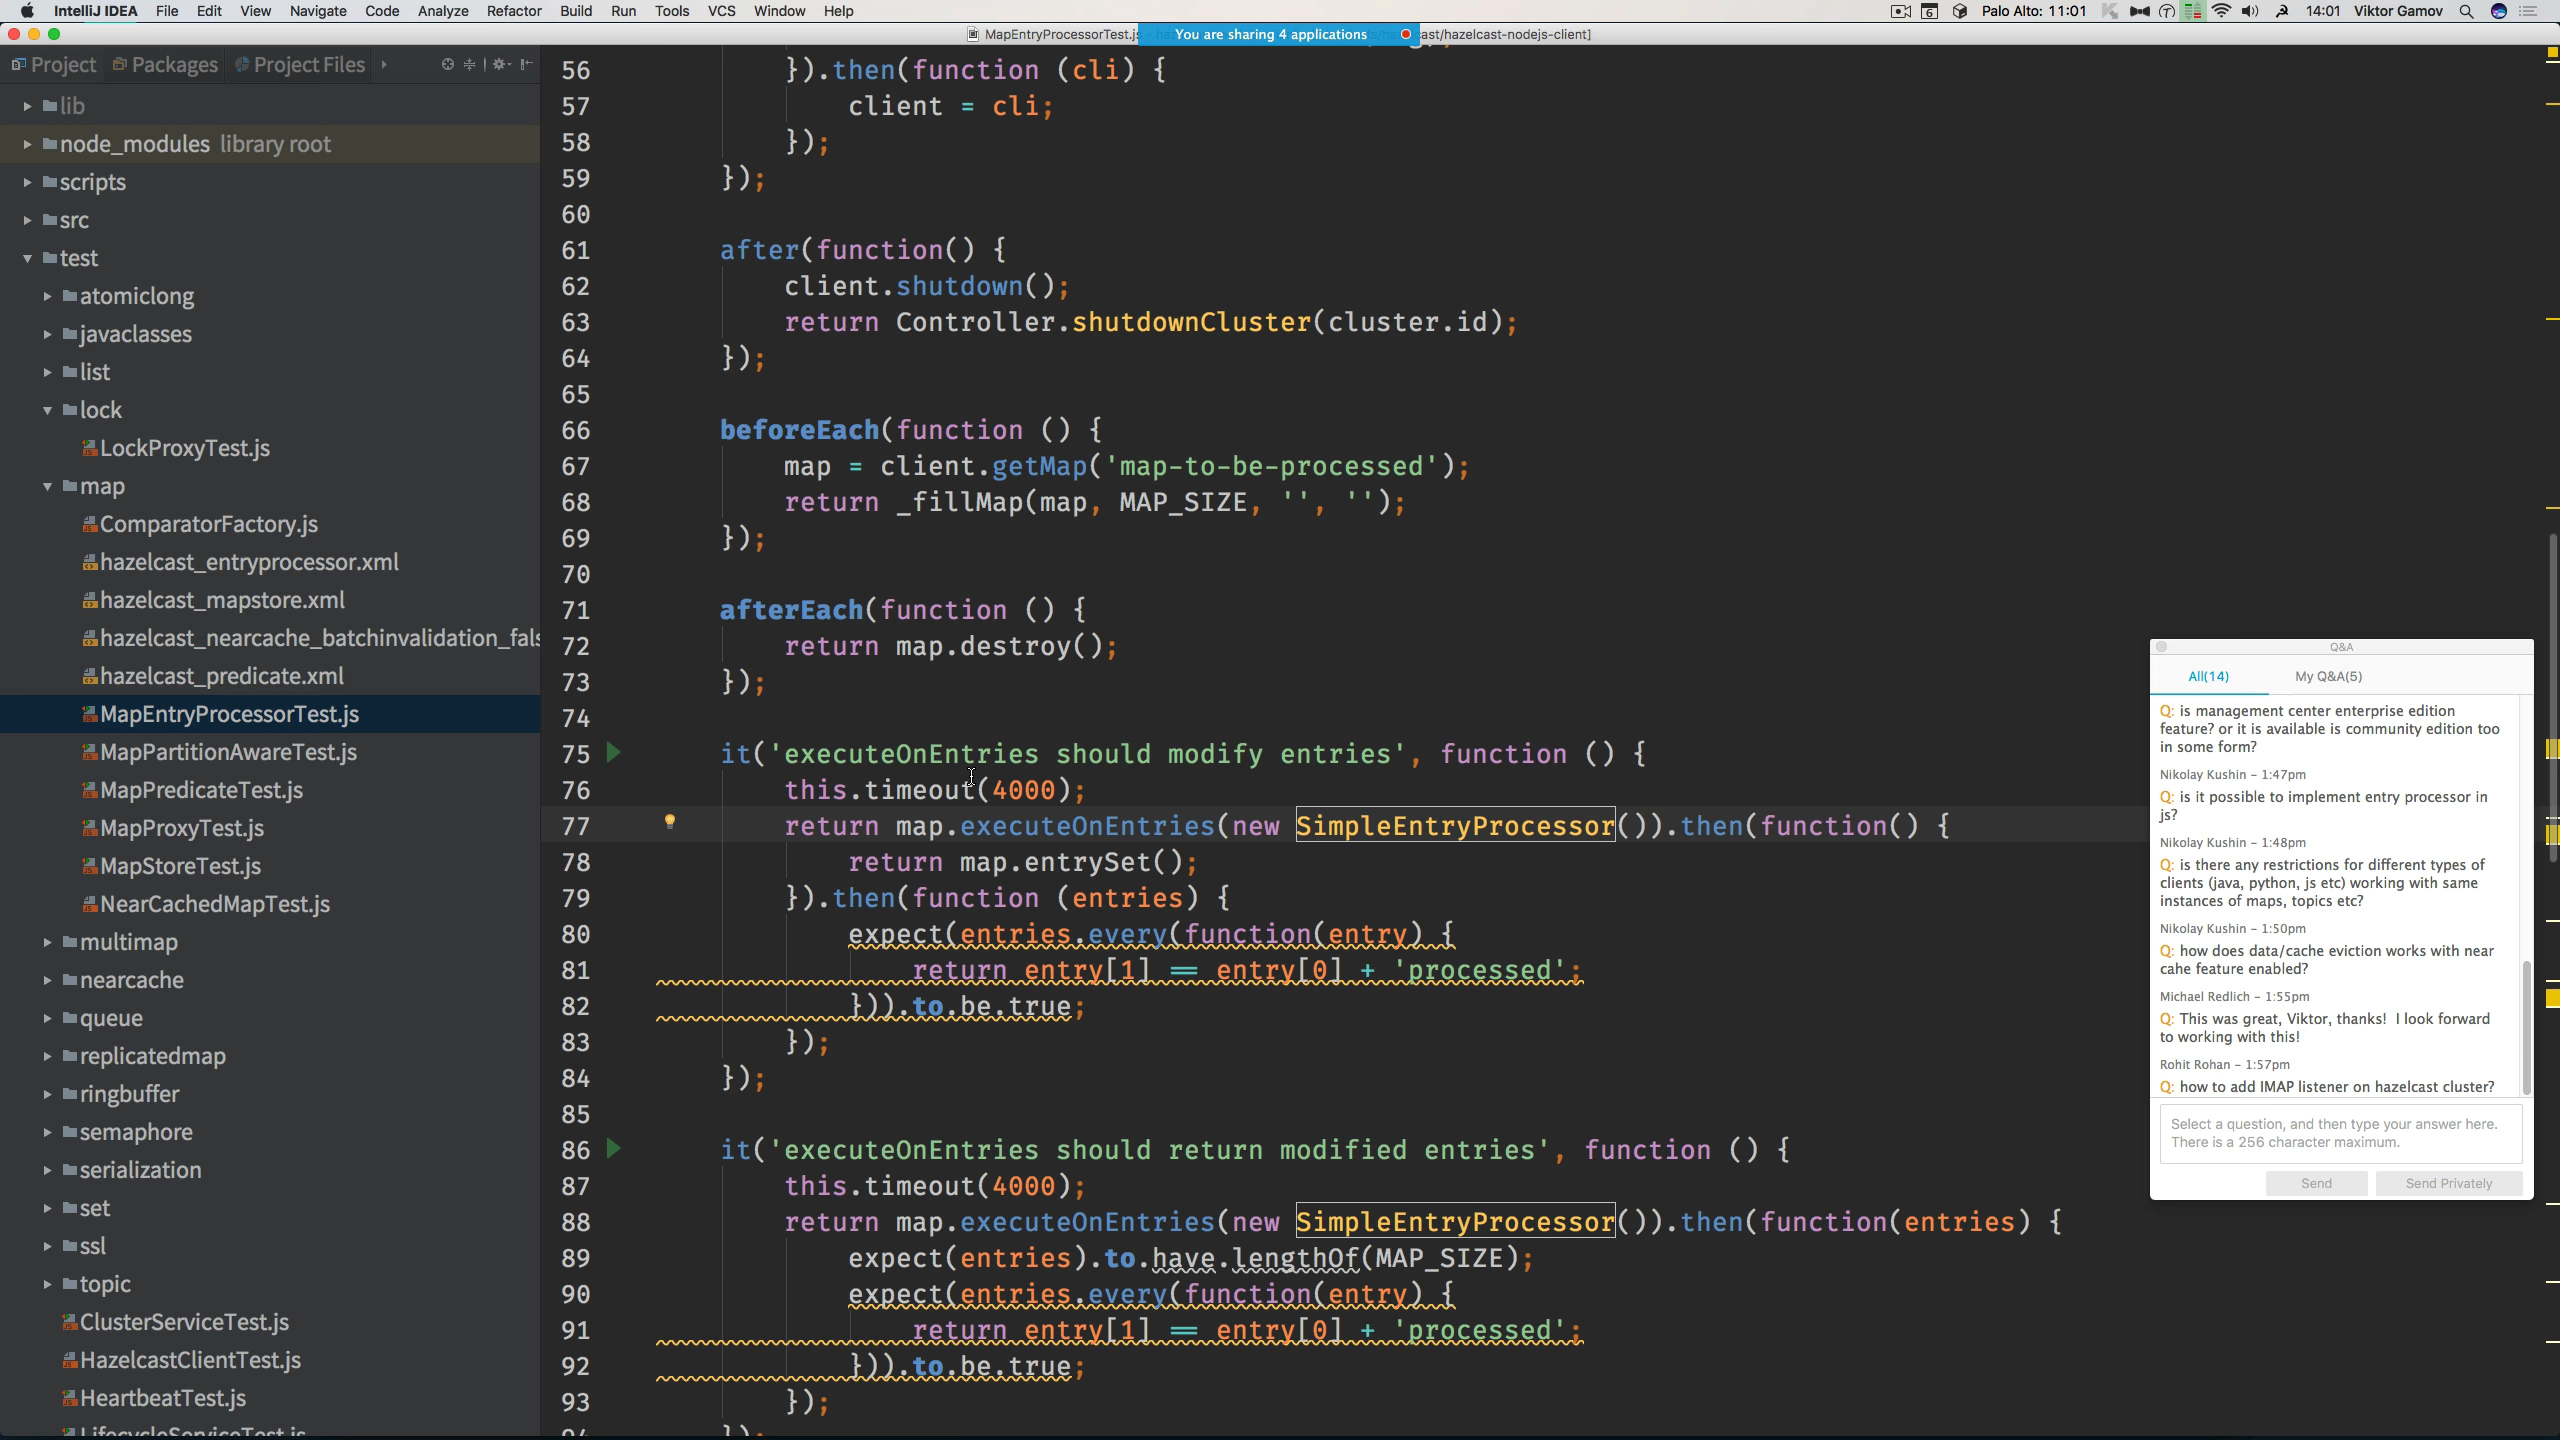 IntelliJ IDEA File Edit View Navigate Code Analyze Refactor Build Run Tools VCS Window Help
6 Palo Alto: 11:01 14:01 Viktor Gamov
MapEntryProcessorTest.js You are sharing 4 applications cast/hazelcast-nodejs-client]
Project Packages Project Files
lib
node_modules library root
scripts
src
test
atomiclong
javaclasses
list
lock
LockProxyTest.js
map
ComparatorFactory.js
hazelcast_entryprocessor.xml
hazelcast_mapstore.xml
hazelcast_nearcache_batchinvalidation_fals
hazelcast_predicate.xml
MapEntryProcessorTest.js
MapPartitionAwareTest.js
MapPredicateTest.js
MapProxyTest.js
MapStoreTest.js
NearCachedMapTest.js
multimap
nearcache
queue
replicatedmap
ringbuffer
semaphore
serialization
set
ssl
topic
ClusterServiceTest.js
HazelcastClientTest.js
HeartbeatTest.js
LifecycleServiceTest.js
56 }).then(function (cli) {
57 client = cli;
58 });
59 });
60
61 after(function() {
62 client.shutdown();
63 return Controller.shutdownCluster(cluster.id);
64 });
65
66 beforeEach(function () {
67 map = client.getMap('map-to-be-processed');
68 return _fillMap(map, MAP_SIZE, '', '');
69 });
70
71 afterEach(function () {
72 return map.destroy();
73 });
74
75 it('executeOnEntries should modify entries', function () {
76 this.timeout(4000);
77 return map.executeOnEntries(new SimpleEntryProcessor()).then(function() {
78 return map.entrySet();
79 }).then(function (entries) {
80 expect(entries.every(function(entry) {
81 return entry[1] == entry[0] + 'processed';
82 })).to.be.true;
83 });
84 });
85
86 it('executeOnEntries should return modified entries', function () {
87 this.timeout(4000);
88 return map.executeOnEntries(new SimpleEntryProcessor()).then(function(entries) {
89 expect(entries).to.have.lengthOf(MAP_SIZE);
90 expect(entries.every(function(entry) {
91 return entry[1] == entry[0] + 'processed';
92 })).to.be.true;
93 });
94 });
Q&A
All(14) My Q&A(5)
Q: is management center enterprise edition
feature? or it is available is community edition too
in some form?
Nikolay Kushin – 1:47pm
Q: is it possible to implement entry processor in
js?
Nikolay Kushin – 1:48pm
Q: is there any restrictions for different types of
clients (java, python, js etc) working with same
instances of maps, topics etc?
Nikolay Kushin – 1:50pm
Q: how does data/cache eviction works with near
cahe feature enabled?
Michael Redlich – 1:55pm
Q: This was great, Viktor, thanks! I look forward
to working with this!
Rohit Rohan – 1:57pm
Q: how to add IMAP listener on hazelcast cluster?
Select a question, and then type your answer here.
There is a 256 character maximum.
Send Send Privately